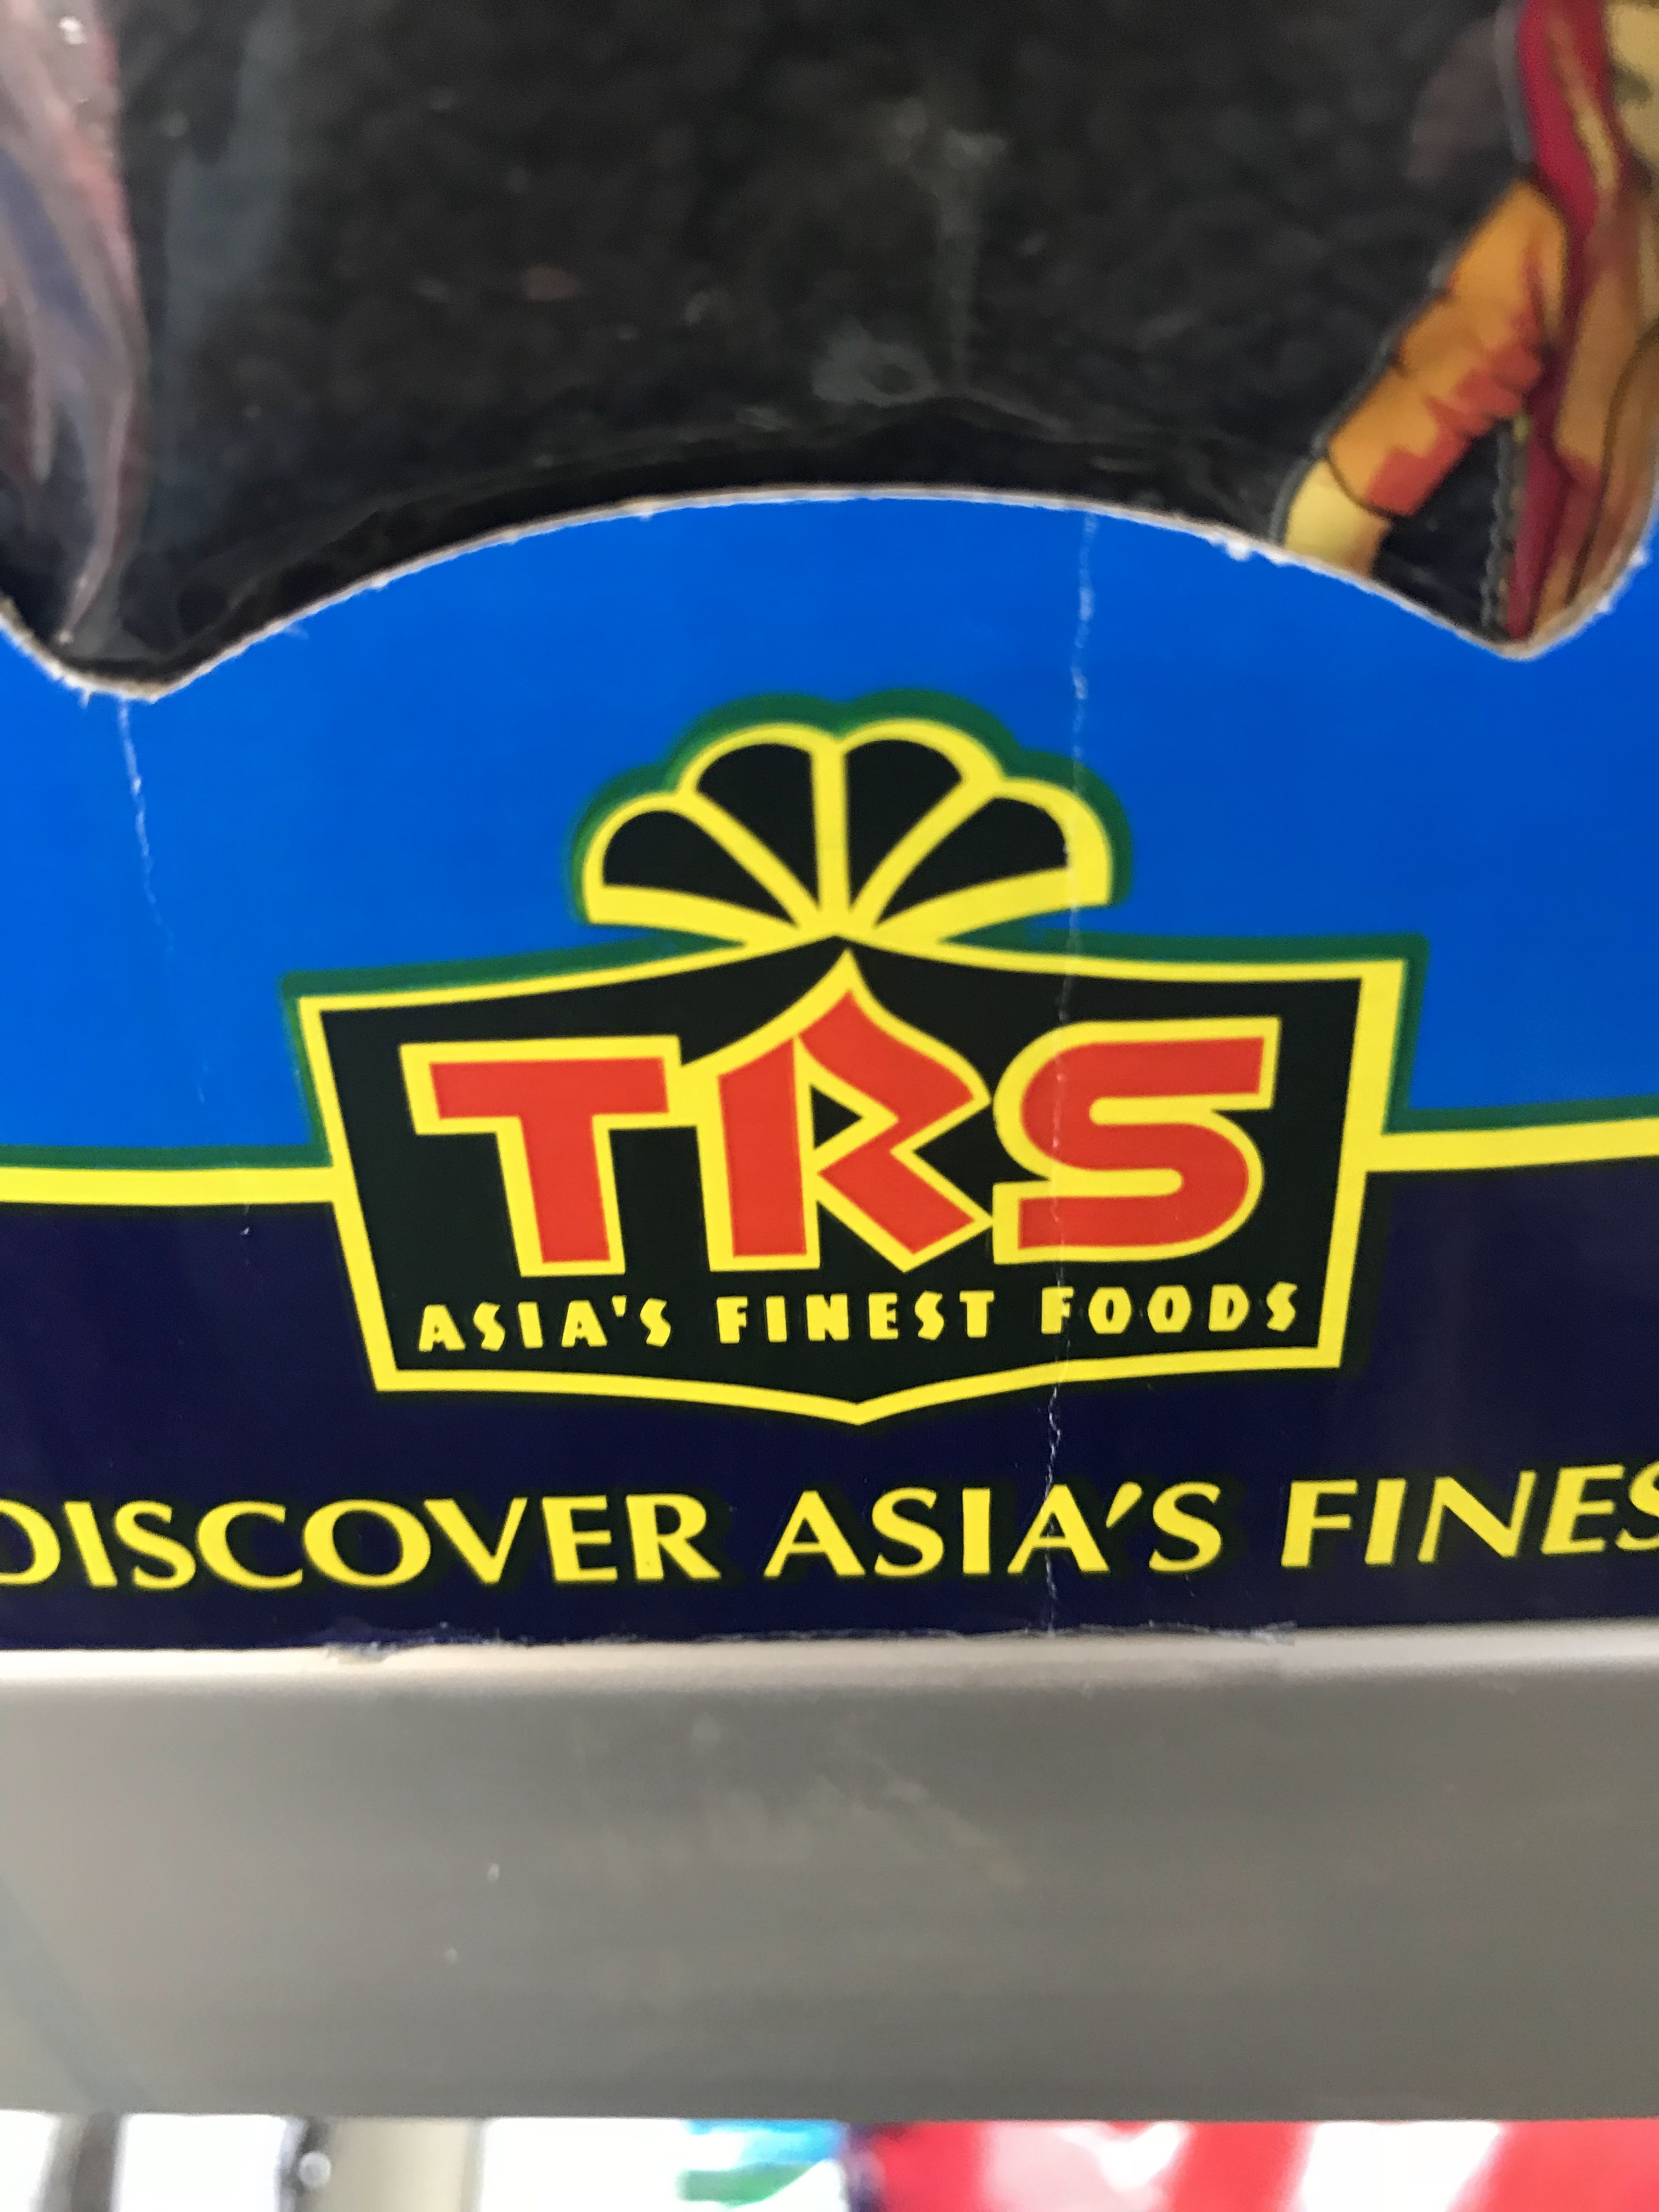 TRS
ASIA'S FINEST FOODS
DISCOVER ASIA'S FINES